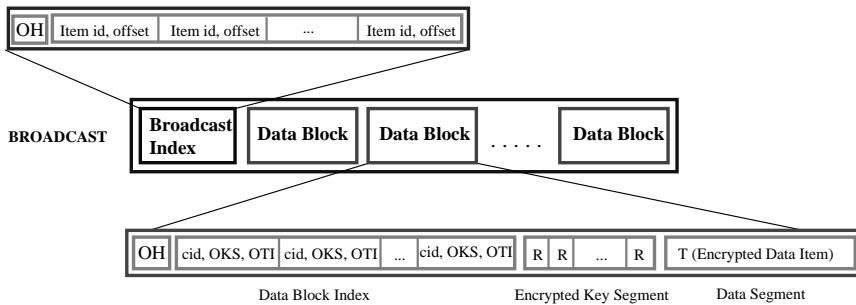 OH Item id, offset Item id, offset ... Item id, offset
BROADCAST
Broadcast
Index
Data Block Data Block . . . . . Data Block
OH cid, OKS, OTI cid, OKS, OTI ... cid, OKS, OTI R R ... R T (Encrypted Data Item)
Data Block Index Encrypted Key Segment Data Segment